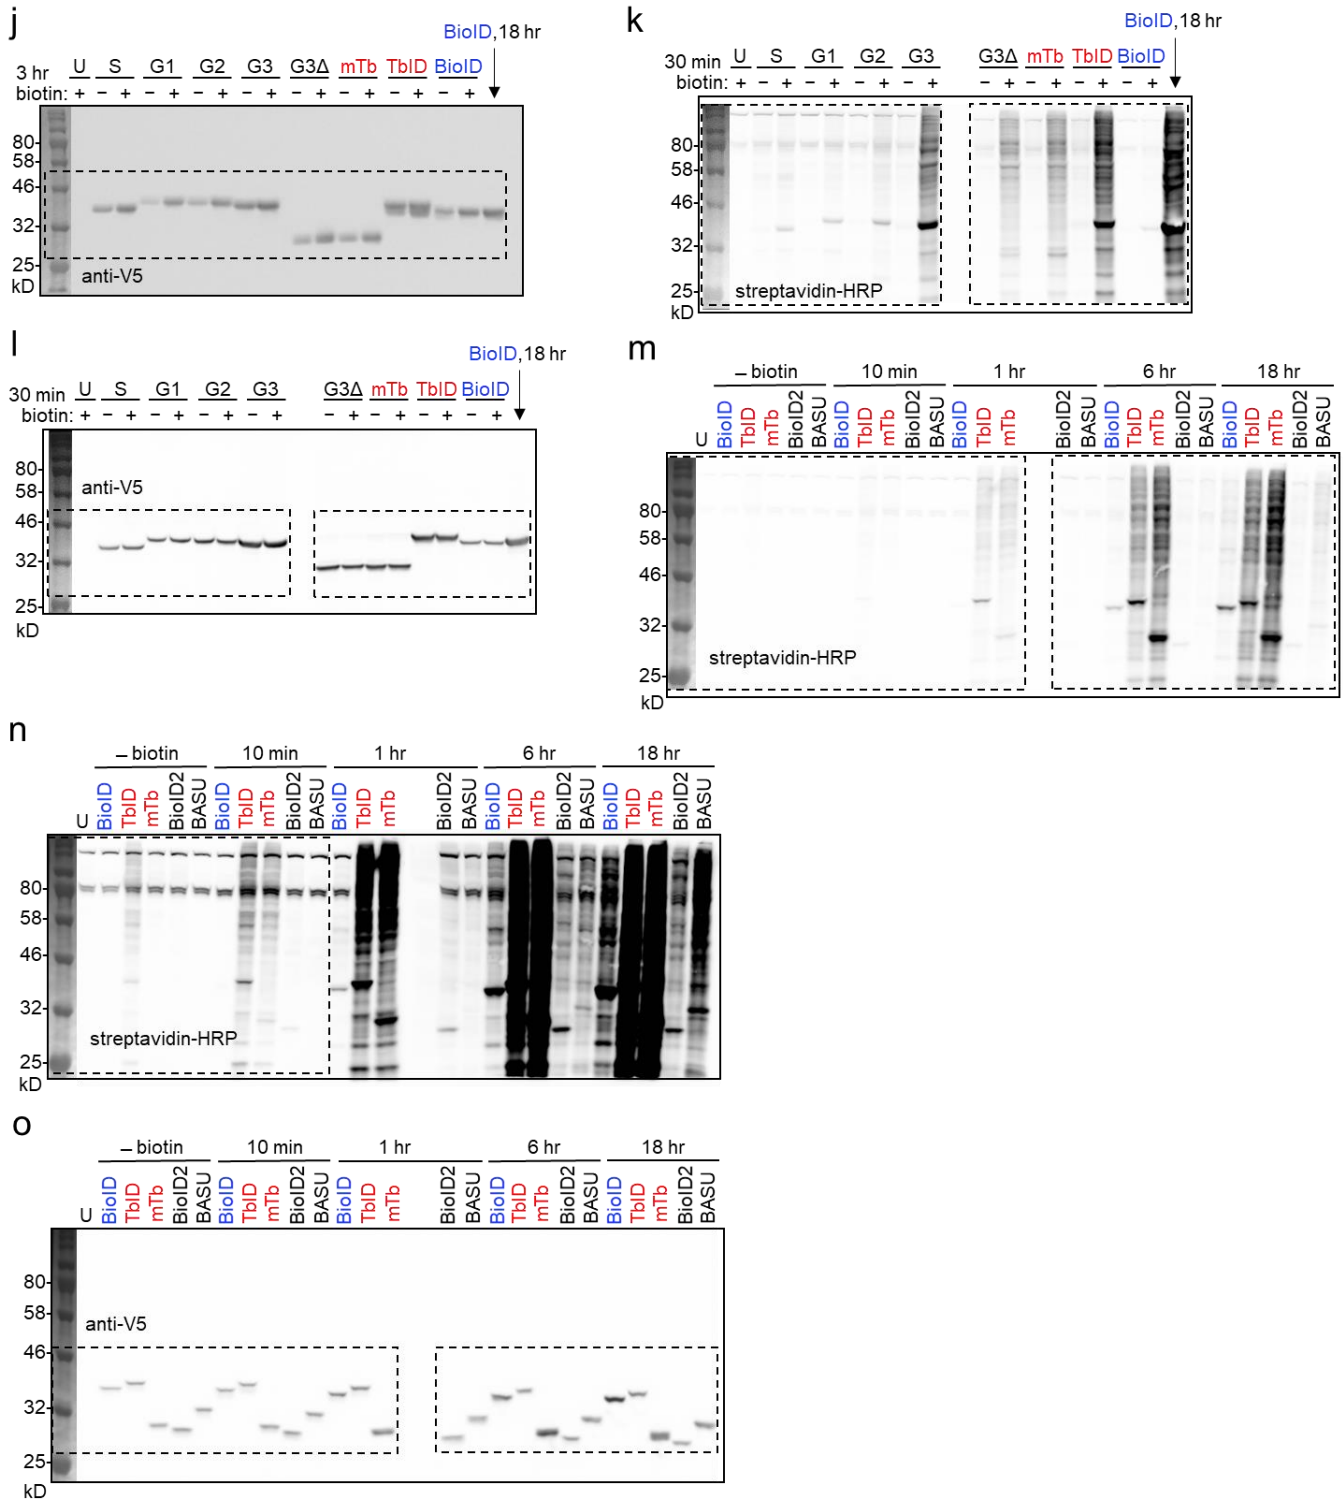 j
BioID,18 hr
3 hr U S G1 G2 G3 G3Δ mTb TbID BioID
biotin: + − + − + − + − + − + − + − + − +
80
58
46
32
25
kD
anti-V5
k
BioID,18 hr
30 min U S G1 G2 G3 G3Δ mTb TbID BioID
biotin: + − + − + − + − + − + − + − + − +
80
58
46
32
25
kD
streptavidin-HRP
l
BioID,18 hr
30 min U S G1 G2 G3 G3Δ mTb TbID BioID
biotin: + − + − + − + − + − + − + − + − +
80
58
46
32
25
kD
anti-V5
m
– biotin 10 min 1 hr 6 hr 18 hr
U BioID TbID mTb BioID2 BASU BioID TbID mTb BioID2 BASU BioID TbID mTb BioID2 BASU BioID TbID mTb BioID2 BASU BioID TbID mTb BioID2 BASU
80
58
46
32
25
kD
streptavidin-HRP
n
– biotin 10 min 1 hr 6 hr 18 hr
U BioID TbID mTb BioID2 BASU BioID TbID mTb BioID2 BASU BioID TbID mTb BioID2 BASU BioID TbID mTb BioID2 BASU BioID TbID mTb BioID2 BASU
80
58
46
32
25
kD
streptavidin-HRP
o
– biotin 10 min 1 hr 6 hr 18 hr
U BioID TbID mTb BioID2 BASU BioID TbID mTb BioID2 BASU BioID TbID mTb BioID2 BASU BioID TbID mTb BioID2 BASU BioID TbID mTb BioID2 BASU
80
58
46
32
25
kD
anti-V5